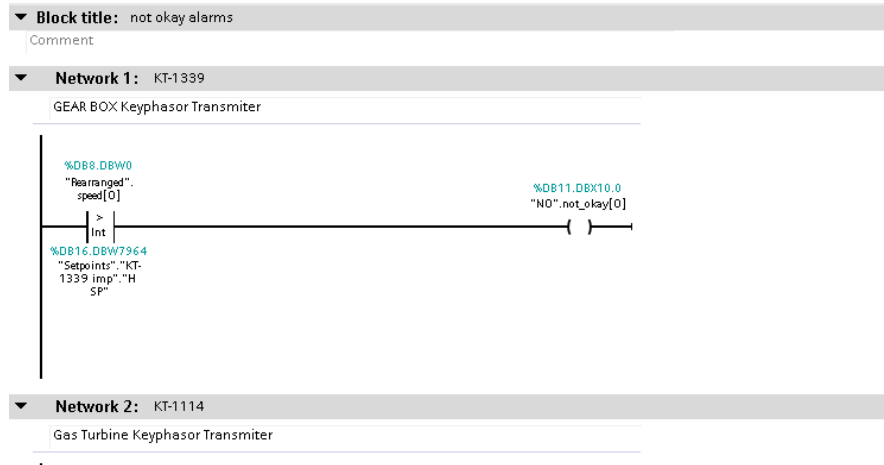 Block title: not okay alarms
Comment
Network 1: KT-1339
GEAR BOX Keyphasor Transmiter
%DB8.DBW0
"Rearranged".
speed[0]
>
Int
%DB16.DBW7964
"Setpoints"."KT-
1339 imp"."H
SP"
%DB11.DBX10.0
"NO".not_okay[0]
Network 2: KT-1114
Gas Turbine Keyphasor Transmiter